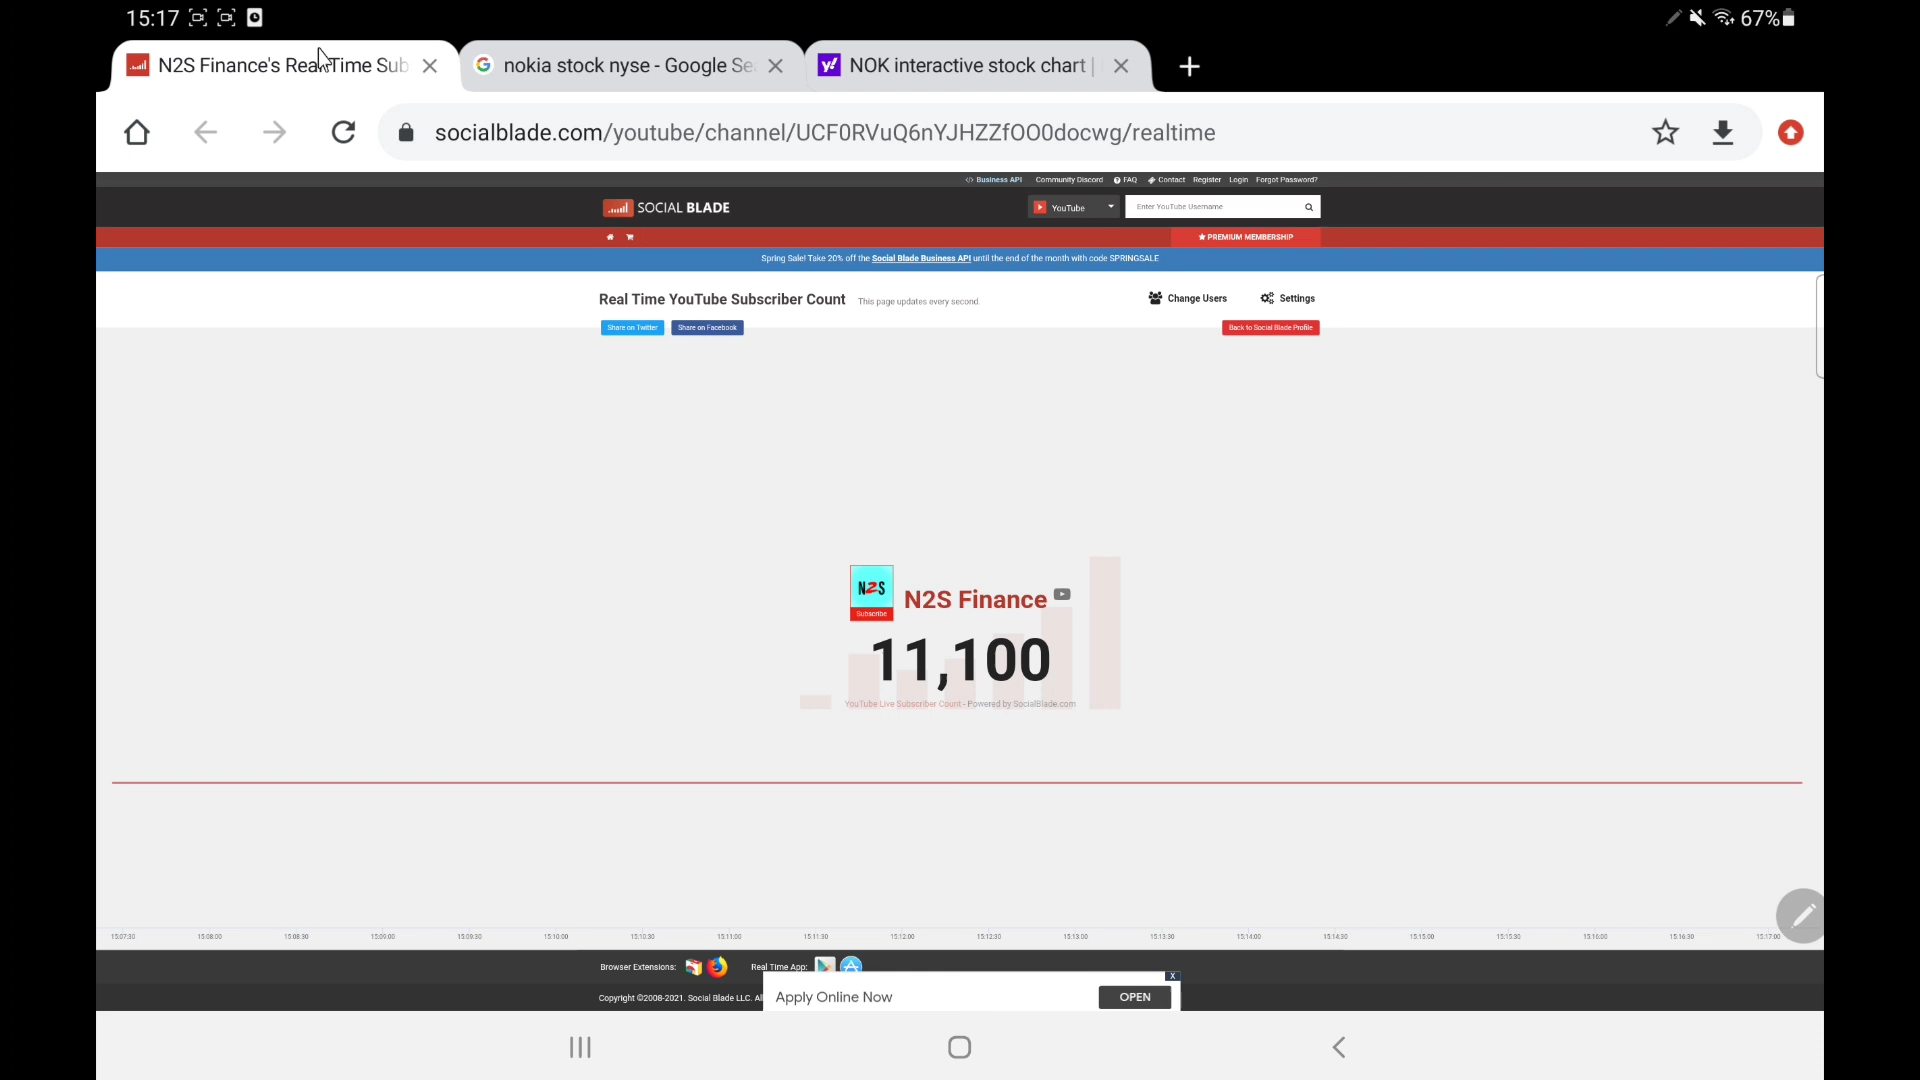 15:17 67%
N2S Finance's Real Time Sub nokia stock nyse - Google Se NOK interactive stock chart |
socialblade.com/youtube/channel/UCF0RVuQ6nYJHZZfOO0docwg/realtime
Business API Community Discord FAQ Contact Register Login Forgot Password?
SOCIAL BLADE YouTube Enter YouTube Username
PREMIUM MEMBERSHIP
Spring Sale! Take 20% off the Social Blade Business API until the end of the month with code SPRINGSALE
Real Time YouTube Subscriber Count This page updates every second. Change Users Settings
Share on Twitter Share on Facebook Back to Social Blade Profile
N2S
Subscribe
N2S Finance
11,100
YouTube Live Subscriber Count - Powered by SocialBlade.com
15:07:30 15:08:00 15:08:30 15:09:00 15:09:30 15:10:00 15:10:30 15:11:00 15:11:30 15:12:00 15:12:30 15:13:00 15:13:30 15:14:00 15:14:30 15:15:00 15:15:30 15:16:00 15:16:30 15:17:00
Browser Extensions: Real Time App:
X
Copyright ©2008-2021. Social Blade LLC. Al
Apply Online Now OPEN